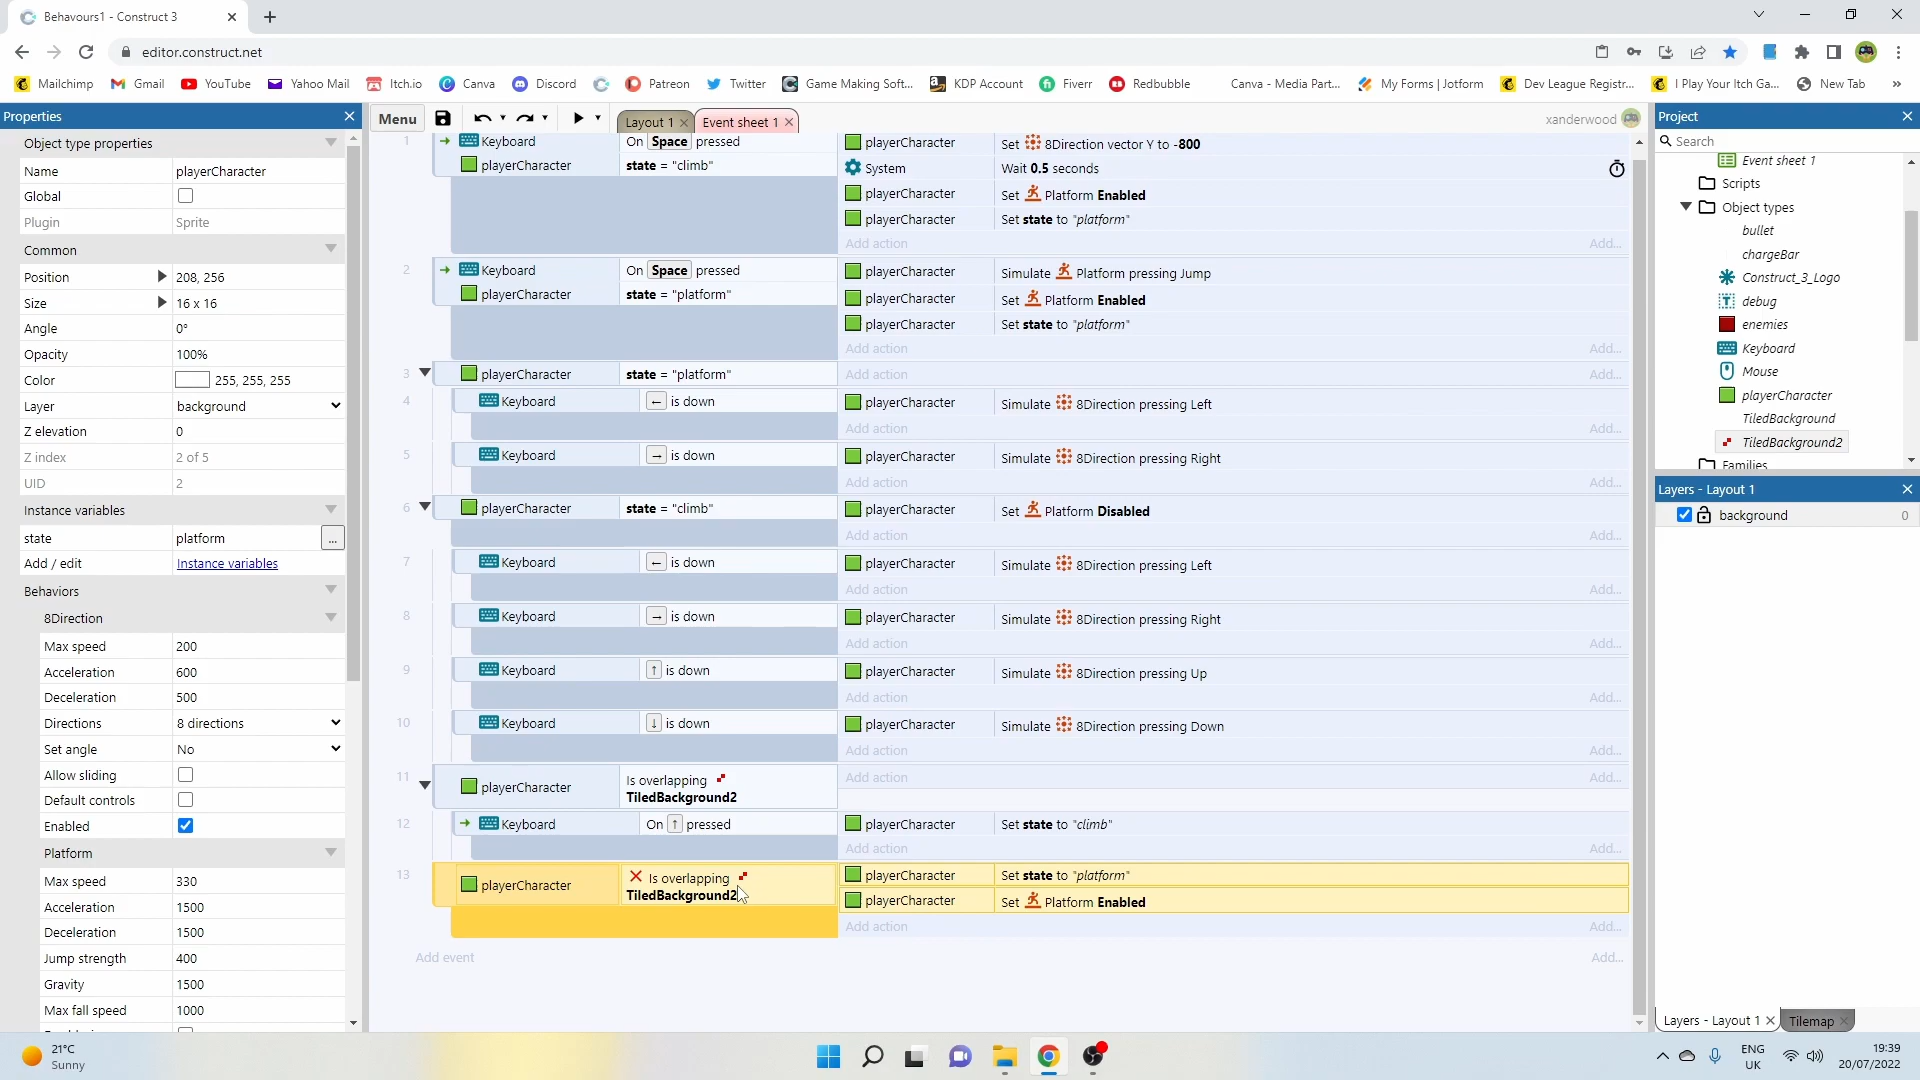 Behavours1 - Construct 3
editor.construct.net
Mailchimp Gmail YouTube Yahoo Mail Itch.io Canva Discord Patreon Twitter Game Making Soft... KDP Account Fiverr Redbubble Canva - Media Part... My Forms | Jotform Dev League Registr... I Play Your Itch Ga... New Tab »
Properties
Object type properties
Name playerCharacter
Global
Plugin Sprite
Common
Position 208, 256
Size 16 x 16
Angle 0°
Opacity 100%
Color 255, 255, 255
Layer background
Z elevation 0
Z index 2 of 5
UID 2
Instance variables
state platform ...
Add / edit Instance variables
Behaviors
8Direction
Max speed 200
Acceleration 600
Deceleration 500
Directions 8 directions
Set angle No
Allow sliding
Default controls
Enabled
Platform
Max speed 330
Acceleration 1500
Deceleration 1500
Jump strength 400
Gravity 1500
Max fall speed 1000
Menu Layout 1 Event sheet 1 xanderwood
1 Keyboard On Space pressed playerCharacter Set 8Direction vector Y to -800
playerCharacter state = "climb" System Wait 0.5 seconds
playerCharacter Set Platform Enabled
playerCharacter Set state to "platform"
Add action Add...
2 Keyboard On Space pressed playerCharacter Simulate Platform pressing Jump
playerCharacter state = "platform" playerCharacter Set Platform Enabled
playerCharacter Set state to "platform"
Add action Add...
3 playerCharacter state = "platform" Add action Add...
4 Keyboard ← is down playerCharacter Simulate 8Direction pressing Left
Add action Add...
5 Keyboard → is down playerCharacter Simulate 8Direction pressing Right
Add action Add...
6 playerCharacter state = "climb" playerCharacter Set Platform Disabled
Add action Add...
7 Keyboard ← is down playerCharacter Simulate 8Direction pressing Left
Add action Add...
8 Keyboard → is down playerCharacter Simulate 8Direction pressing Right
Add action Add...
9 Keyboard ↑ is down playerCharacter Simulate 8Direction pressing Up
Add action Add...
10 Keyboard ↓ is down playerCharacter Simulate 8Direction pressing Down
Add action Add...
11 playerCharacter Is overlapping TiledBackground2 Add action Add...
12 Keyboard On ↑ pressed playerCharacter Set state to "climb"
Add action Add...
13 playerCharacter Is overlapping TiledBackground2 playerCharacter Set state to "platform"
playerCharacter Set Platform Enabled
Add action Add...
Add event Add...
Project
Search
Event sheet 1
Scripts
Object types
bullet
chargeBar
Construct_3_Logo
debug
enemies
Keyboard
Mouse
playerCharacter
TiledBackground
TiledBackground2
Families
Layers - Layout 1
background 0
Layers - Layout 1 Tilemap
21°C
Sunny
ENG
UK
19:39
20/07/2022